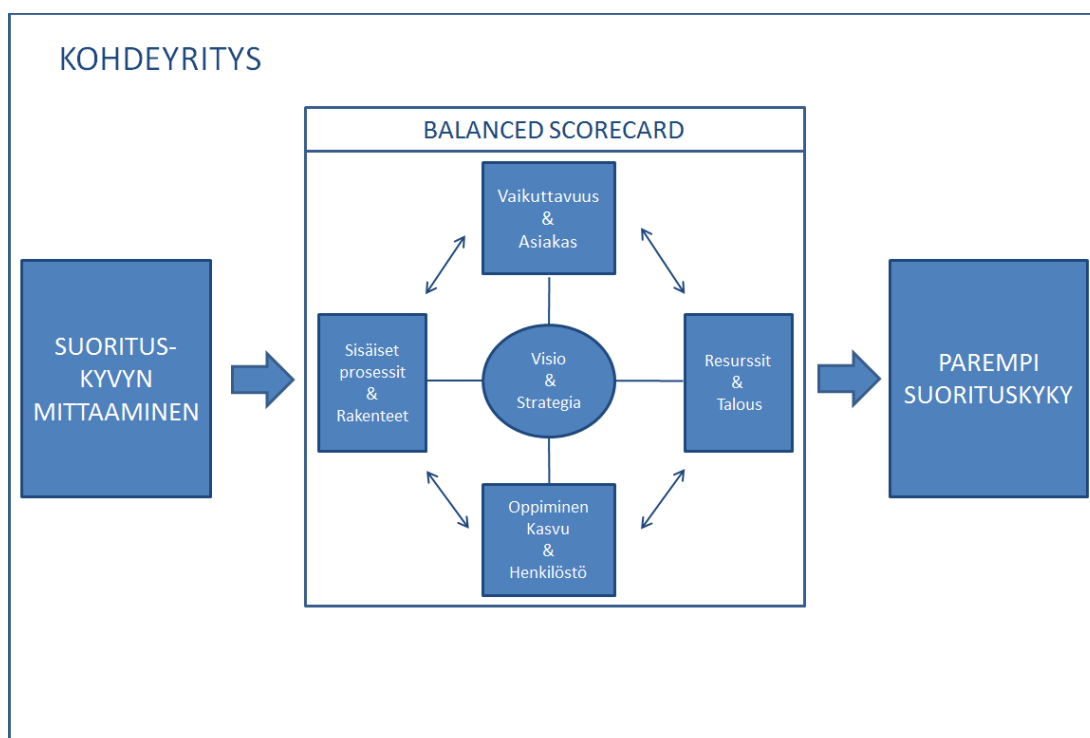 KOHDEYRITYS
BALANCED SCORECARD
Vaikuttavuus
&
Asiakas
SUORITUS-
KYVYN
MITTAAMINEN
Sisäiset
prosessit
&
Rakenteet
Visio
&
Strategia
Resurssit
&
Talous
PAREMPI
SUORITUSKYKY
Oppiminen
Kasvu
&
Henkilöstö